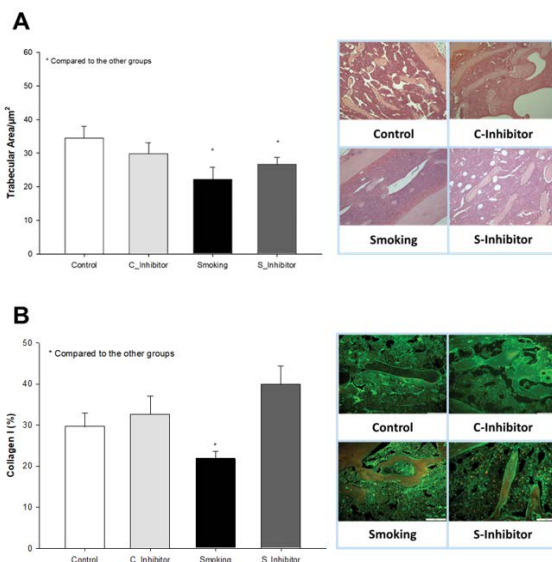 A
* Compared to the other groups
Trabecular Area/µm²
60
50
40
30
20
10
0
Control
C_Inhibitor
Smoking
S_Inhibitor
Control
C-Inhibitor
Smoking
S-Inhibitor
*
*
B
* Compared to the other groups
Collagen I (%)
50
40
30
20
10
0
Control
C_Inhibitor
Smoking
S_Inhibitor
Control
C-Inhibitor
Smoking
S-Inhibitor
*